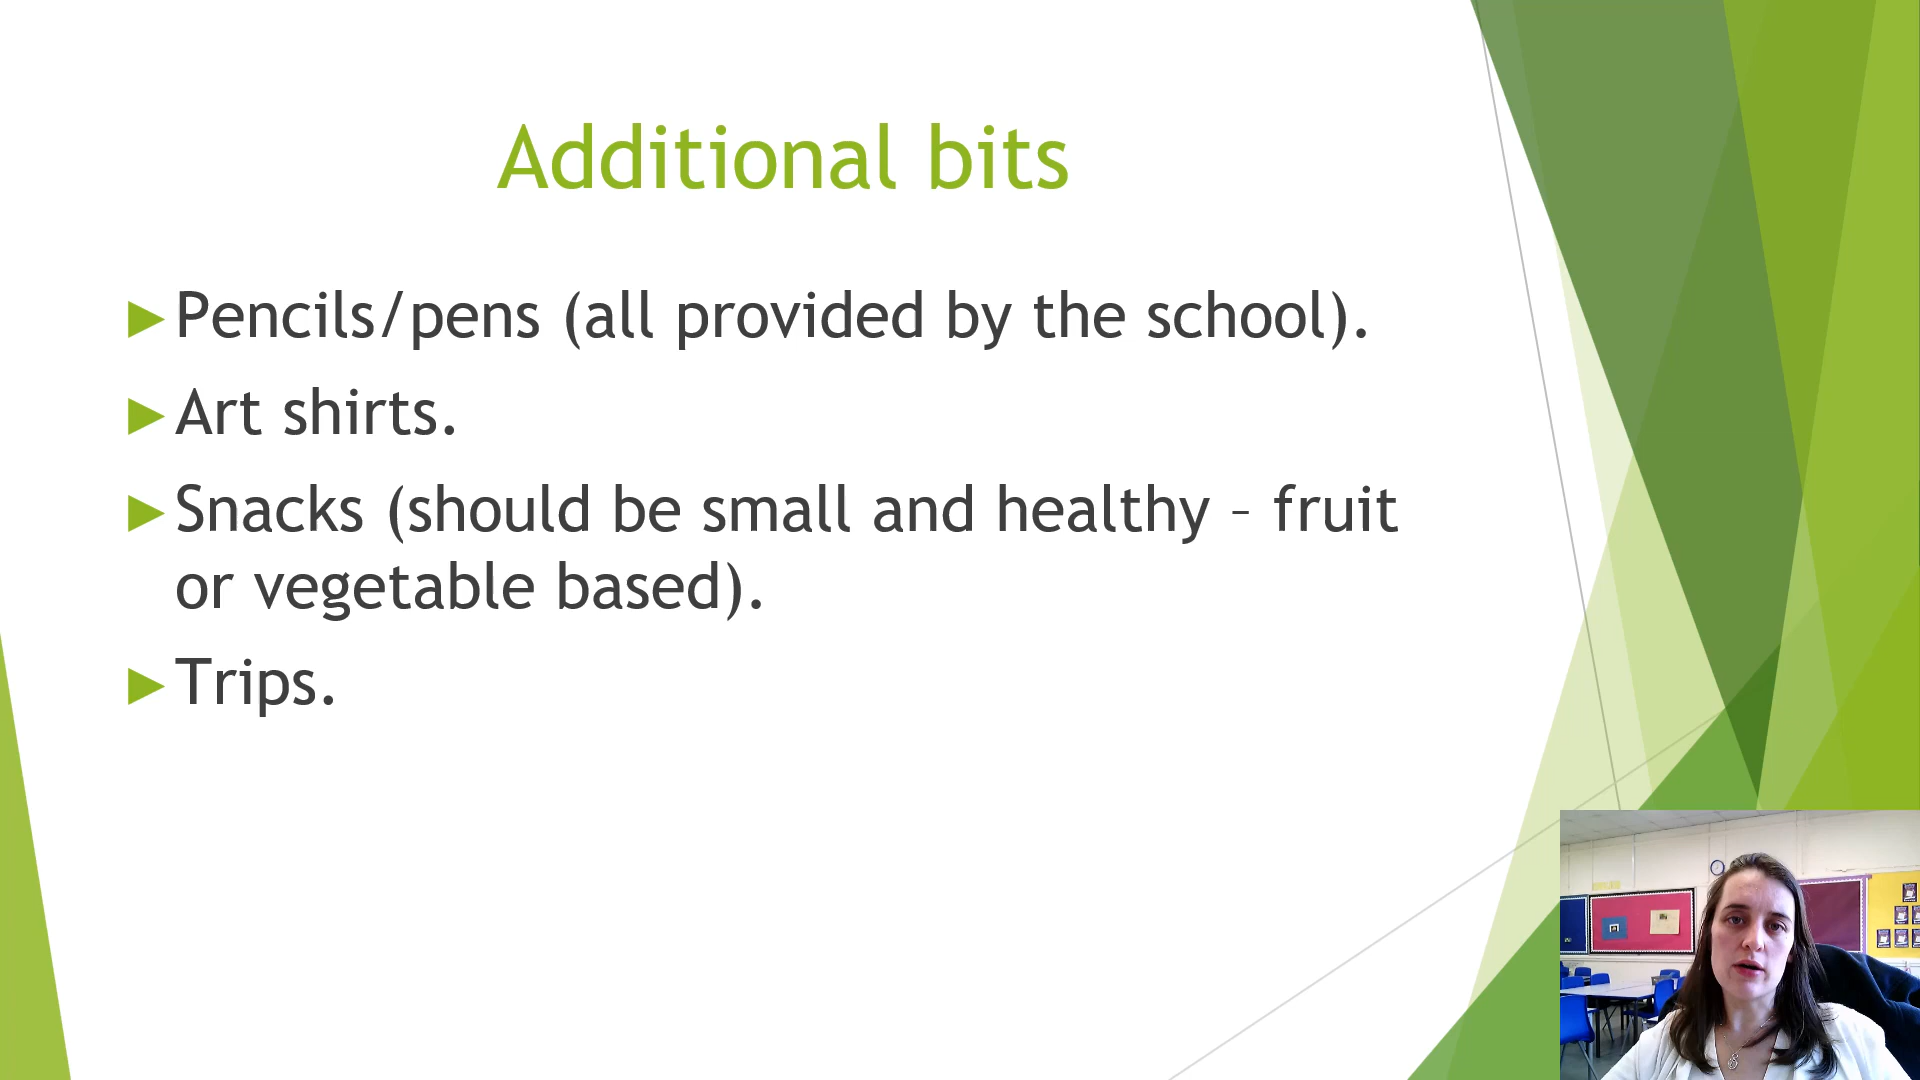 Additional bits
Pencils/pens (all provided by the school).
Art shirts.
Snacks (should be small and healthy – fruit
or vegetable based).
Trips.